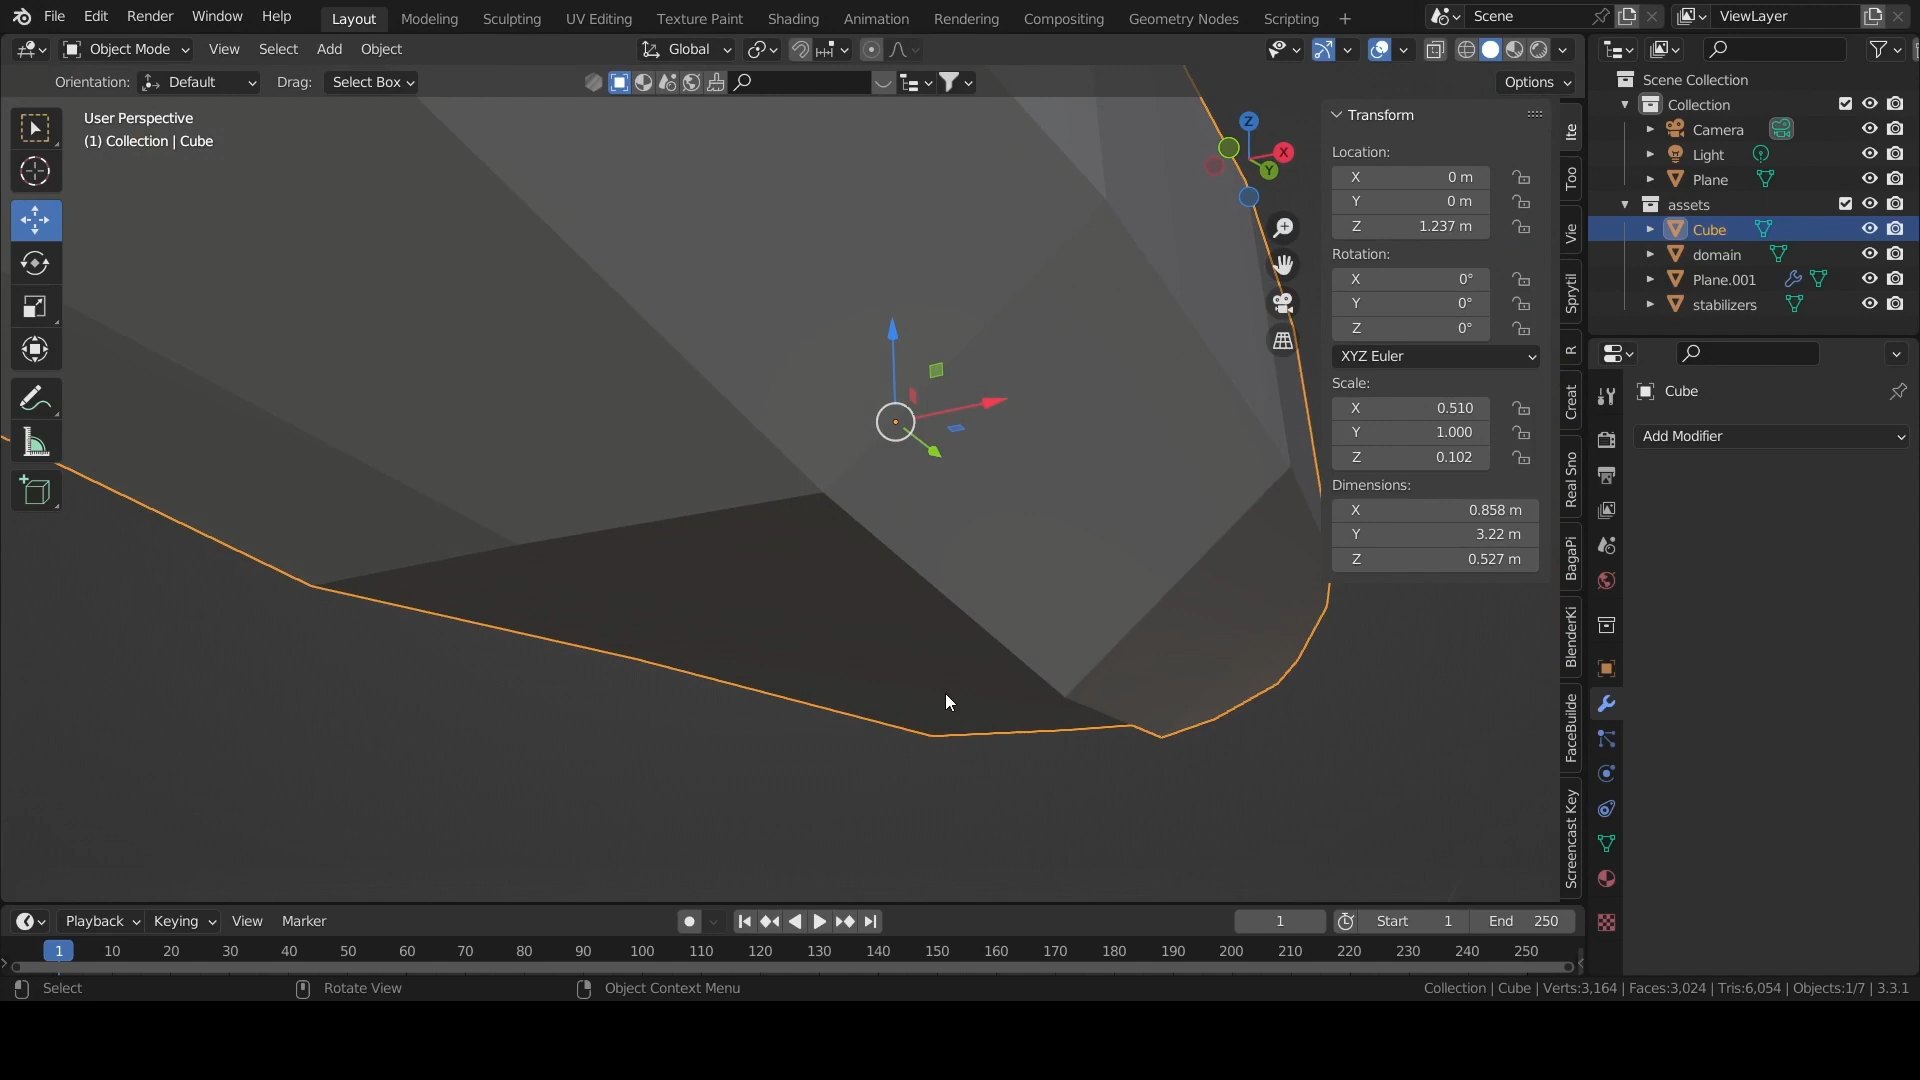 File Edit Render Window Help Layout Modeling Sculpting UV Editing Texture Paint Shading Animation Rendering Compositing Geometry Nodes Scripting + Scene ViewLayer
Object Mode View Select Add Object Global
Orientation: Default Drag: Select Box Options
User Perspective
(1) Collection | Cube
Z
X
Y
Transform
Location:
X 0 m
Y 0 m
Z 1.237 m
Rotation:
X 0°
Y 0°
Z 0°
XYZ Euler
Scale:
X 0.510
Y 1.000
Z 0.102
Dimensions:
X 0.858 m
Y 3.22 m
Z 0.527 m
Ite
Too
Vie
Sprytil
R
Creat
Real Sno
BagaPi
BlenderKi
FaceBuilde
Screencast Key
Scene Collection
Collection
Camera
Light
Plane
assets
Cube
domain
Plane.001
stabilizers
Cube
Add Modifier
Playback Keying View Marker 1 Start 1 End 250
1 10 20 30 40 50 60 70 80 90 100 110 120 130 140 150 160 170 180 190 200 210 220 230 240 250
Select Rotate View Object Context Menu Collection | Cube | Verts:3,164 | Faces:3,024 | Tris:6,054 | Objects:1/7 | 3.3.1